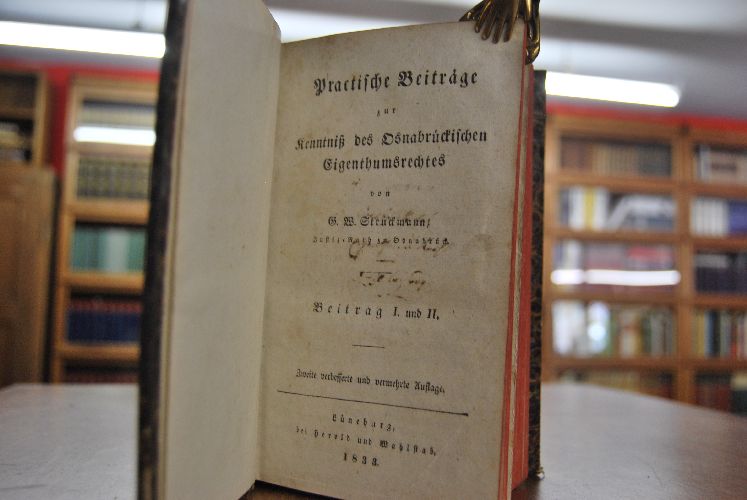 Practische Beiträge
zur
Kenntniß des Osnabrückischen
Eigenthumsrechtes
von
G. W. Struckmann,
Justiz-Rath zu Osnabrück.
Beitrag I. und II.
Zweite verbesserte und vermehrte Auflage.
Lüneburg,
bei Herold und Wahlstab,
1833.